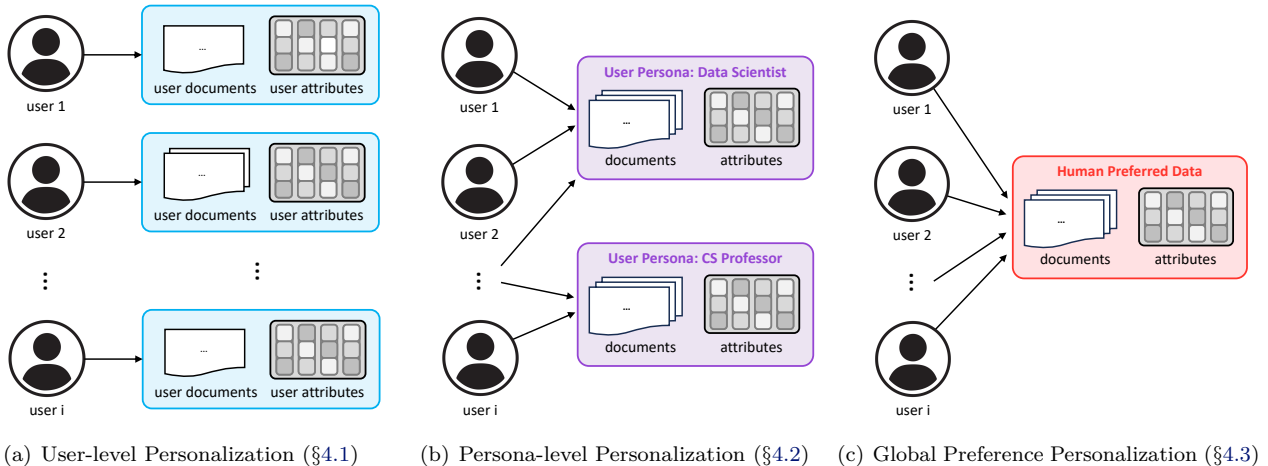 ...
user documents
user attributes
user 1
...
user documents
user attributes
user 2
...
...
...
user documents
user attributes
user i
(a) User-level Personalization (§4.1)
User Persona: Data Scientist
...
documents
attributes
user 1
user 2
...
User Persona: CS Professor
...
documents
attributes
user i
(b) Persona-level Personalization (§4.2)
user 1
Human Preferred Data
...
documents
attributes
user 2
...
user i
(c) Global Preference Personalization (§4.3)